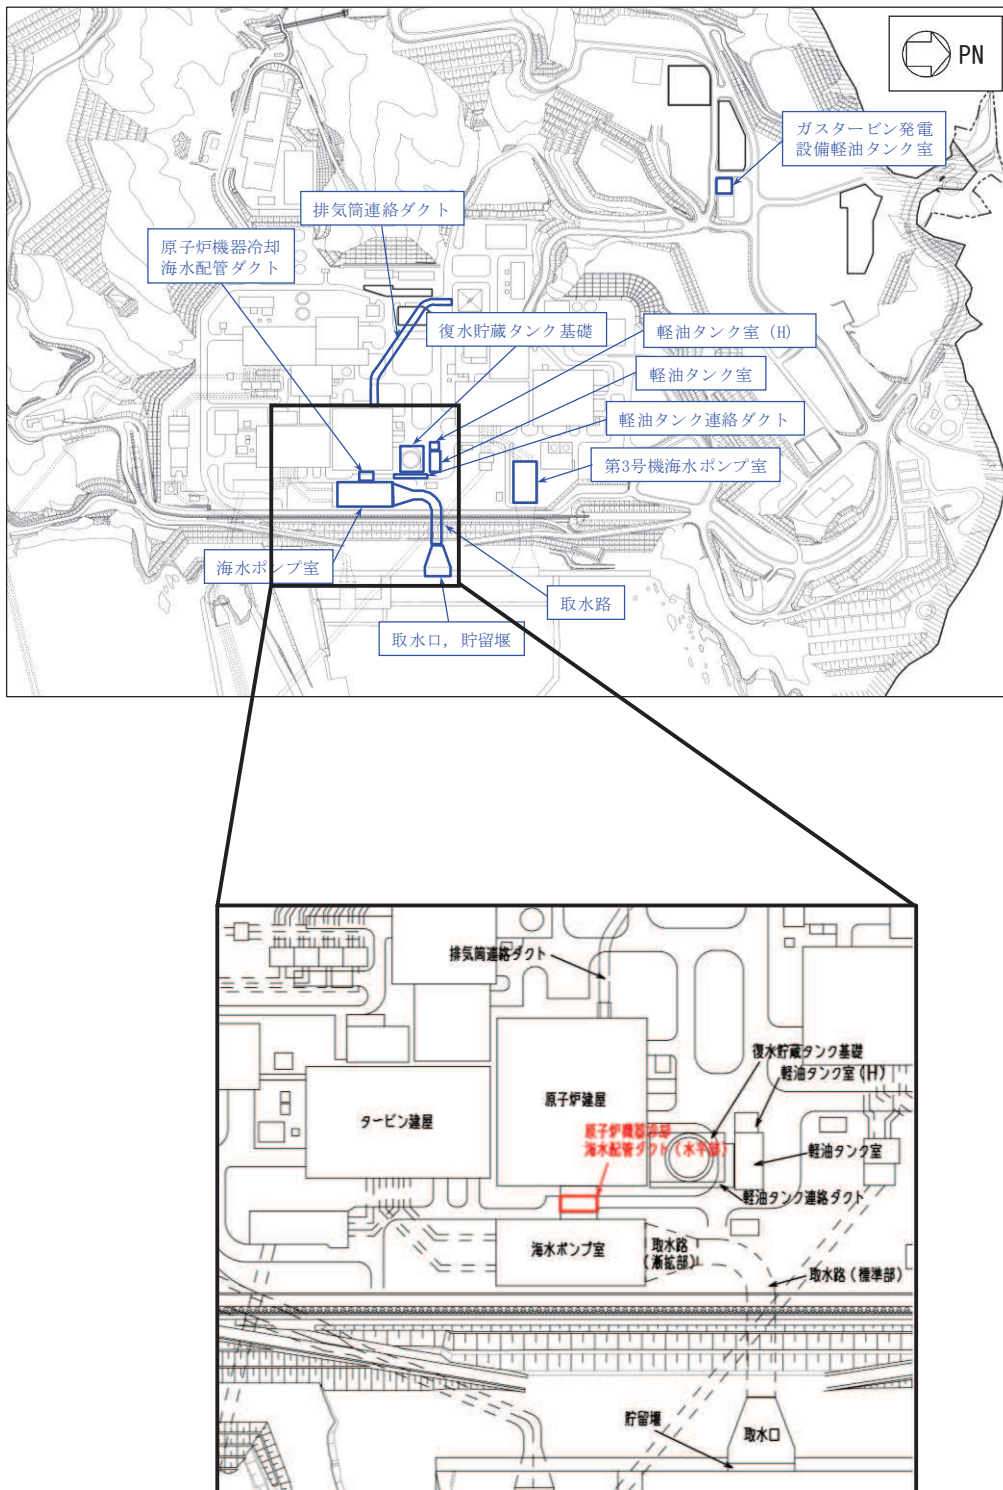 PN
ガスタービン発電
設備軽油タンク室
排気筒連絡ダクト
原子炉機器冷却
海水配管ダクト
復水貯蔵タンク基礎
軽油タンク室 (H)
軽油タンク室
軽油タンク連絡ダクト
第3号機海水ポンプ室
海水ポンプ室
取水路
取水口，貯留堰
排気筒連絡ダクト
復水貯蔵タンク基礎
軽油タンク室(H)
原子炉建屋
タービン建屋
原子炉機器冷却
海水配管ダクト(水平部)
軽油タンク室
軽油タンク連絡ダクト
海水ポンプ室
取水路
(漸拡部)
取水路(標準部)
貯留堰
取水口